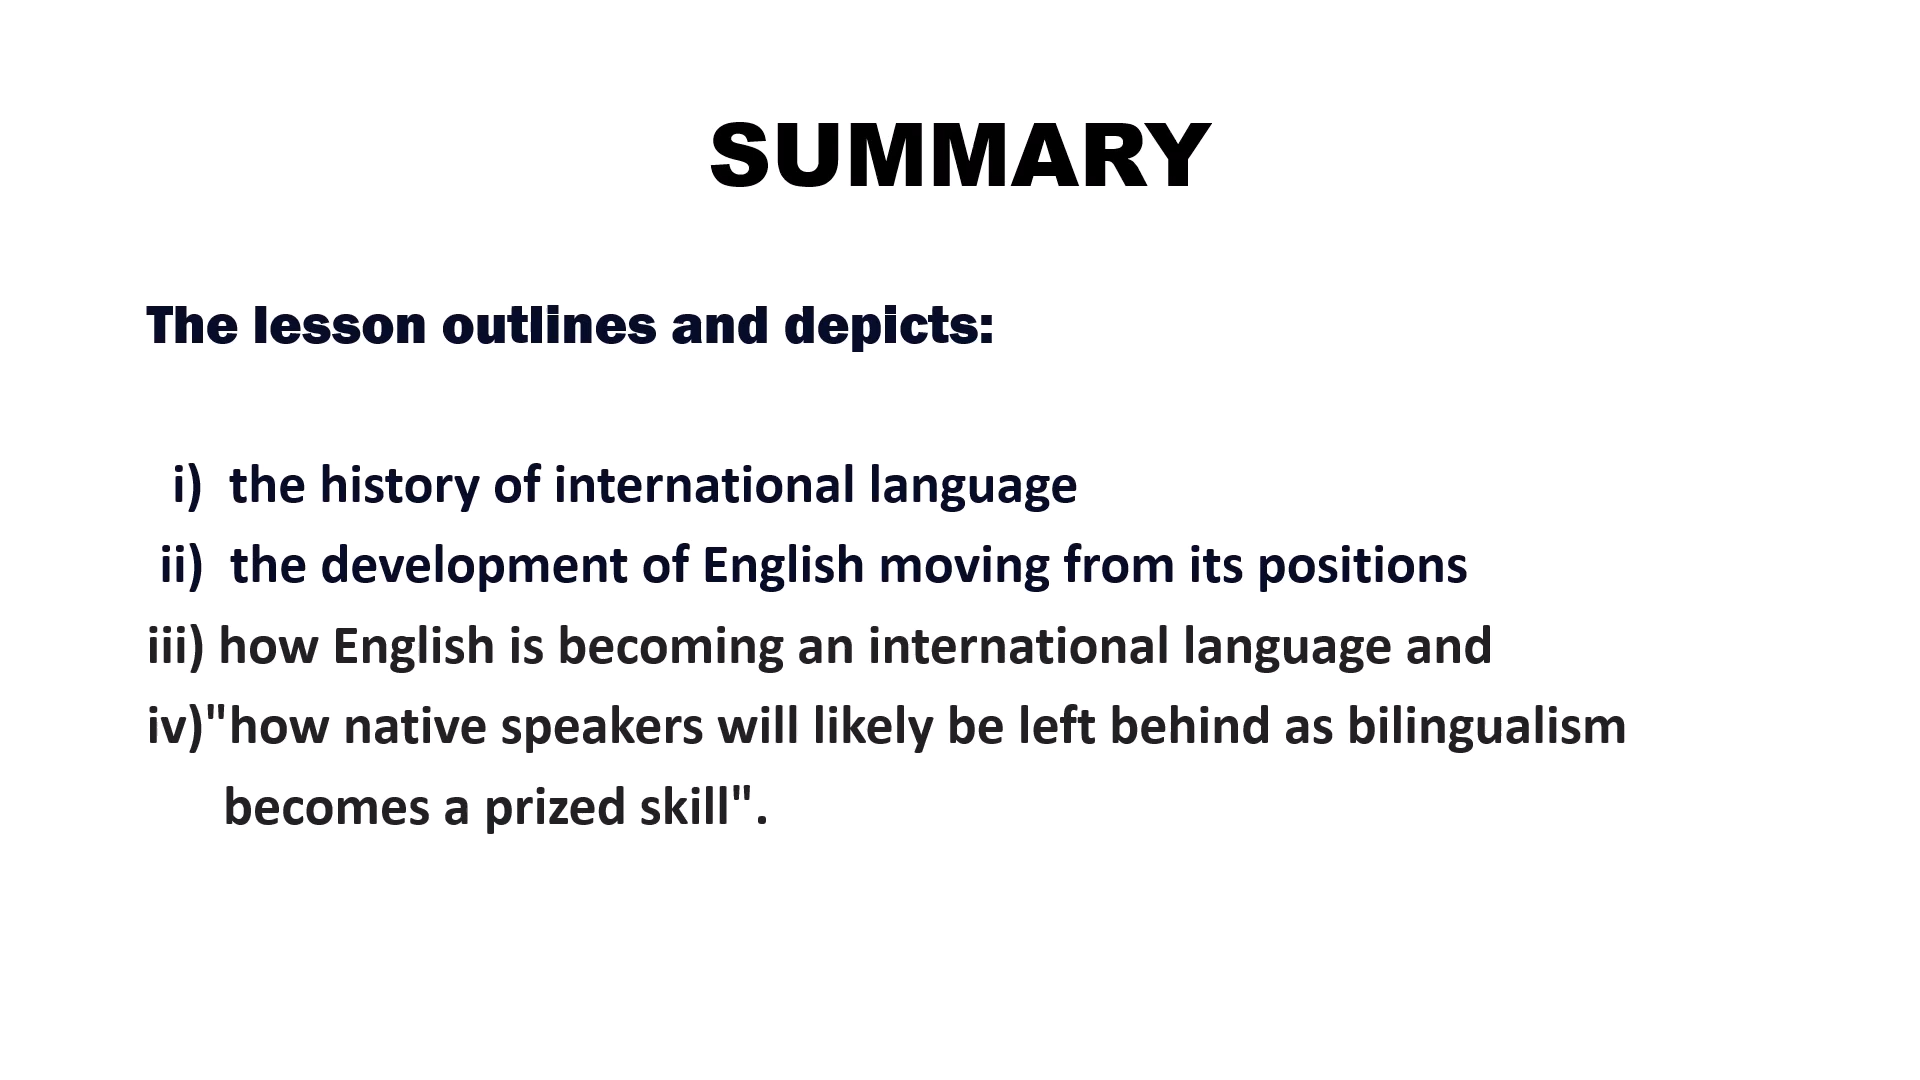 SUMMARY
The lesson outlines and depicts:
i) the history of international language
ii) the development of English moving from its positions
iii) how English is becoming an international language and
iv)"how native speakers will likely be left behind as bilingualism
becomes a prized skill".